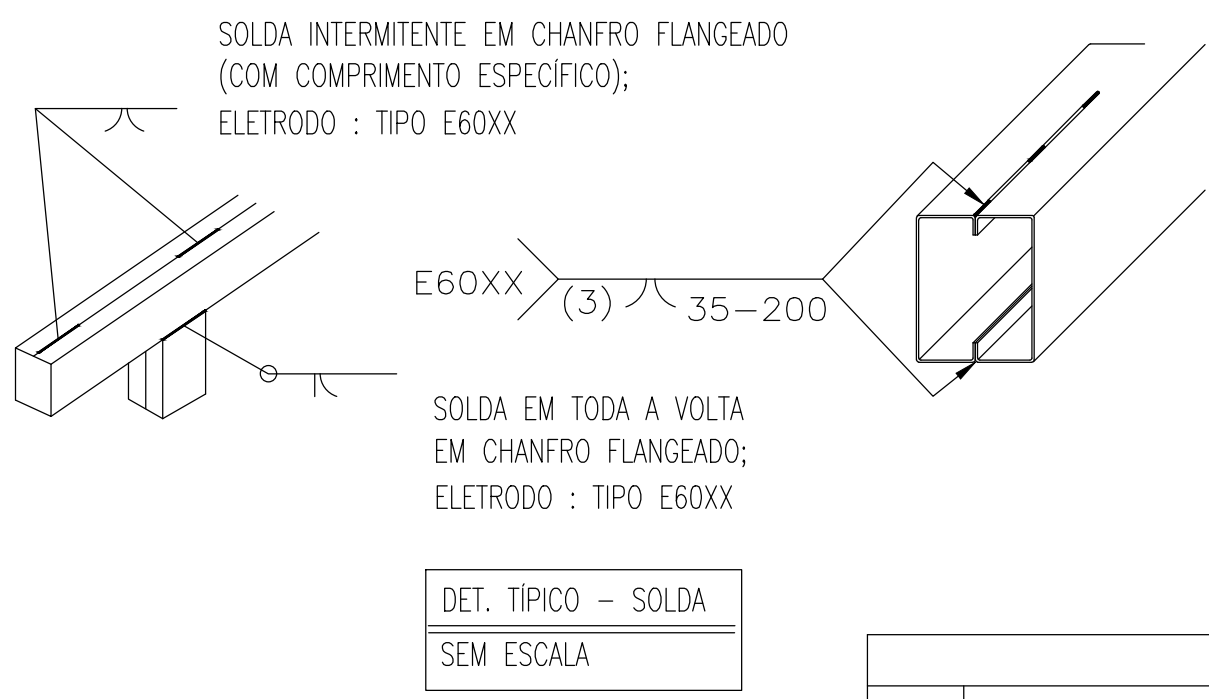 SOLDA INTERMITENTE EM CHANFRO FLANGEADO
(COM COMPRIMENTO ESPECÍFICO);
ELETRODO : TIPO E60XX
E60XX (3) 35-200
SOLDA EM TODA A VOLTA
EM CHANFRO FLANGEADO;
ELETRODO : TIPO E60XX
DET. TÍPICO - SOLDA
SEM ESCALA